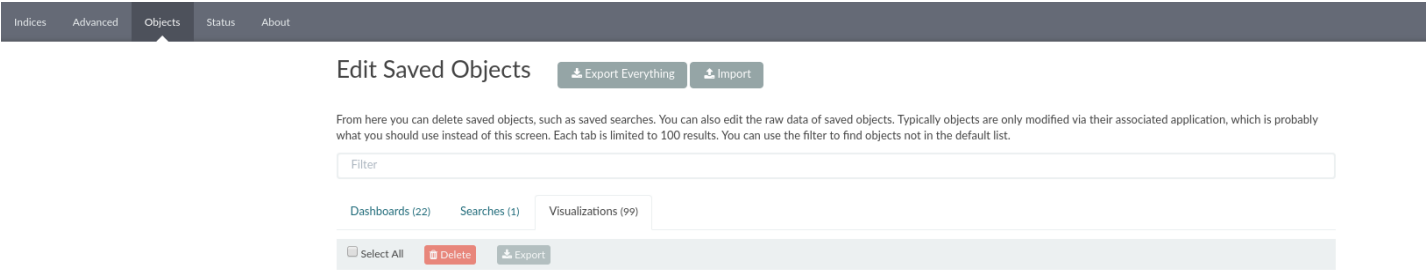 Indices Advanced Objects Status About
Edit Saved Objects Export Everything Import
From here you can delete saved objects, such as saved searches. You can also edit the raw data of saved objects. Typically objects are only modified via their associated application, which is probably
what you should use instead of this screen. Each tab is limited to 100 results. You can use the filter to find objects not in the default list.
Filter
Dashboards (22) Searches (1) Visualizations (99)
Select All Delete Export